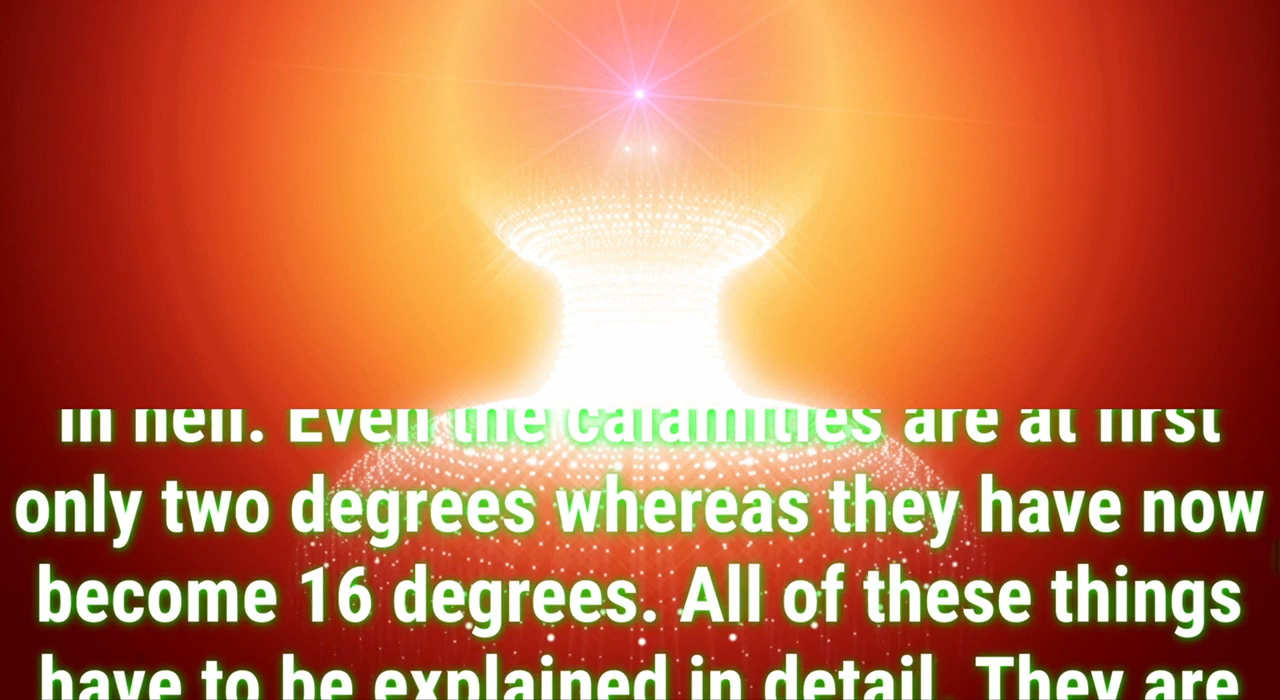 in hell. Even the calamities are at first
only two degrees whereas they have now
become 16 degrees. All of these things
have to be explained in detail. They are